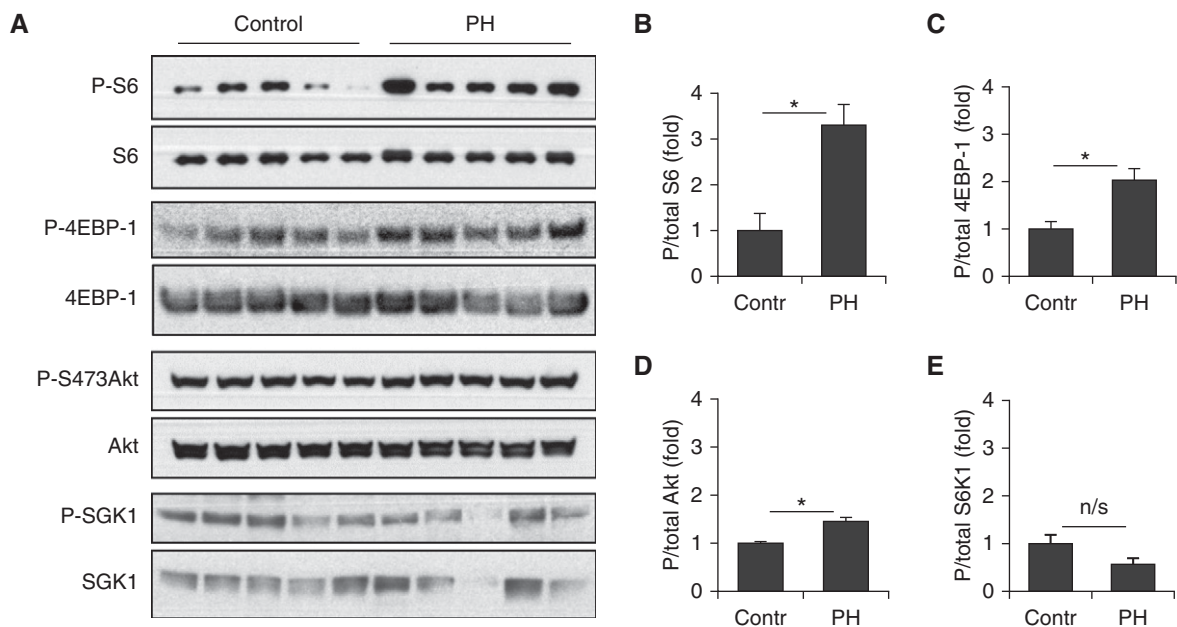 A
Control PH
P-S6
S6
P-4EBP-1
4EBP-1
P-S473Akt
Akt
P-SGK1
SGK1
B
P/total S6 (fold)
4
3
2
1
0
*
Contr PH
C
P/total 4EBP-1 (fold)
4
3
2
1
0
*
Contr PH
D
P/total Akt (fold)
4
3
2
1
0
*
Contr PH
E
P/total S6K1 (fold)
4
3
2
1
0
n/s
Contr PH